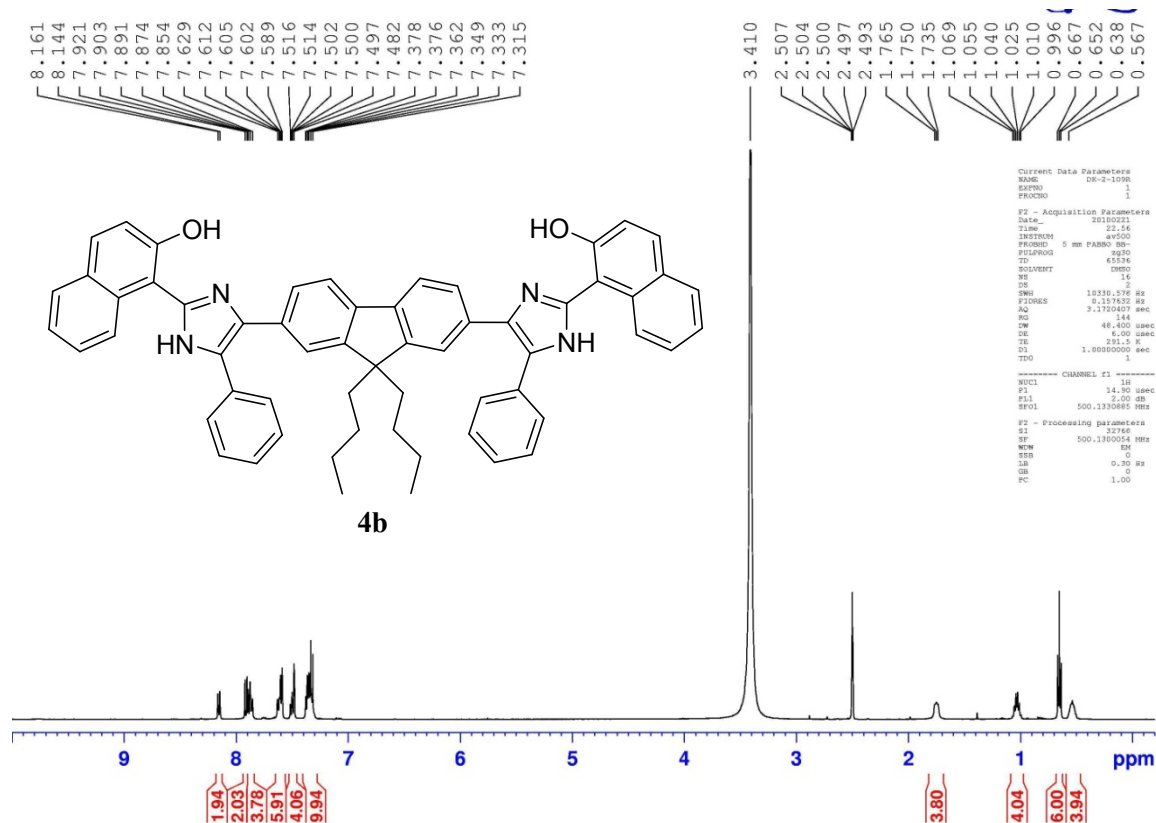 8.161
8.144
7.921
7.903
7.891
7.874
7.854
7.629
7.612
7.605
7.602
7.589
7.516
7.514
7.502
7.500
7.497
7.482
7.378
7.376
7.362
7.349
7.333
7.315
3.410
2.507
2.504
2.500
2.497
2.493
1.765
1.750
1.735
1.069
1.055
1.040
1.025
1.010
0.996
0.667
0.652
0.638
0.567
Current Data Parameters
NAME DK-2-109R
EXPNO 1
PROCNO 1
F2 - Acquisition Parameters
Date_ 20100221
Time 22.56
INSTRUM av500
PROBHD 5 mm PABBO BB-
PULPROG zg30
TD 65536
SOLVENT DMSO
NS 16
DS 2
SWH 10330.578 Hz
FIDRES 0.157632 Hz
AQ 3.1720407 sec
RG 144
DW 48.400 usec
DE 6.00 usec
TE 291.5 K
D1 1.00000000 sec
TD0 1
======== CHANNEL f1 ========
NUC1 1H
P1 14.90 usec
PL1 2.00 dB
SFO1 500.1330885 MHz
F2 - Processing parameters
SI 32768
SF 500.1300054 MHz
WDW EM
SSB 0
LB 0.30 Hz
GB 0
PC 1.00
OH
HO
N
N
HN
NH
4b
9 8 7 6 5 4 3 2 1 ppm
1.94
2.03
3.78
5.91
4.06
9.94
3.80
4.04
6.00
3.94